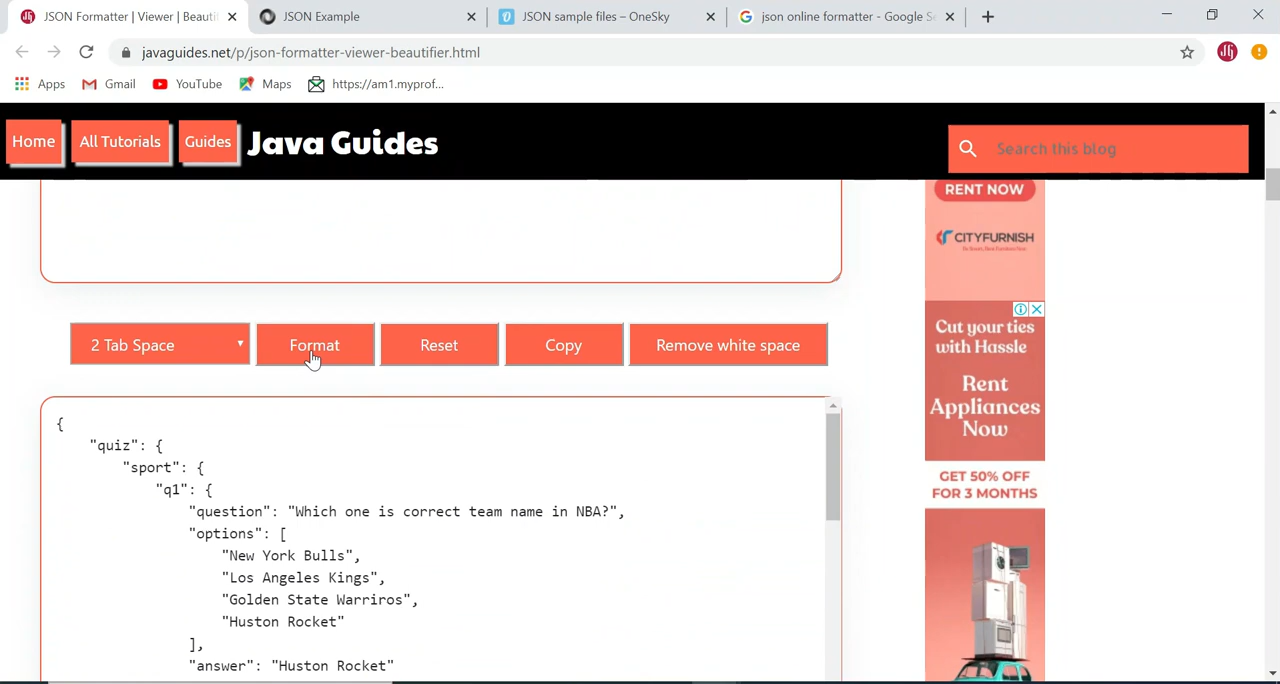 JSON Formatter | Viewer | Beautif
JSON Example
JSON sample files – OneSky
json online formatter - Google Se
javaguides.net/p/json-formatter-viewer-beautifier.html
Apps
Gmail
YouTube
Maps
https://am1.myprof...
Home
All Tutorials
Guides
Java Guides
Search this blog
RENT NOW
CITYFURNISH
2 Tab Space
Format
Reset
Copy
Remove white space
Cut your ties
with Hassle
Rent
Appliances
Now
GET 50% OFF
FOR 3 MONTHS
{
"quiz": {
"sport": {
"q1": {
"question": "Which one is correct team name in NBA?",
"options": [
"New York Bulls",
"Los Angeles Kings",
"Golden State Warriros",
"Huston Rocket"
],
"answer": "Huston Rocket"